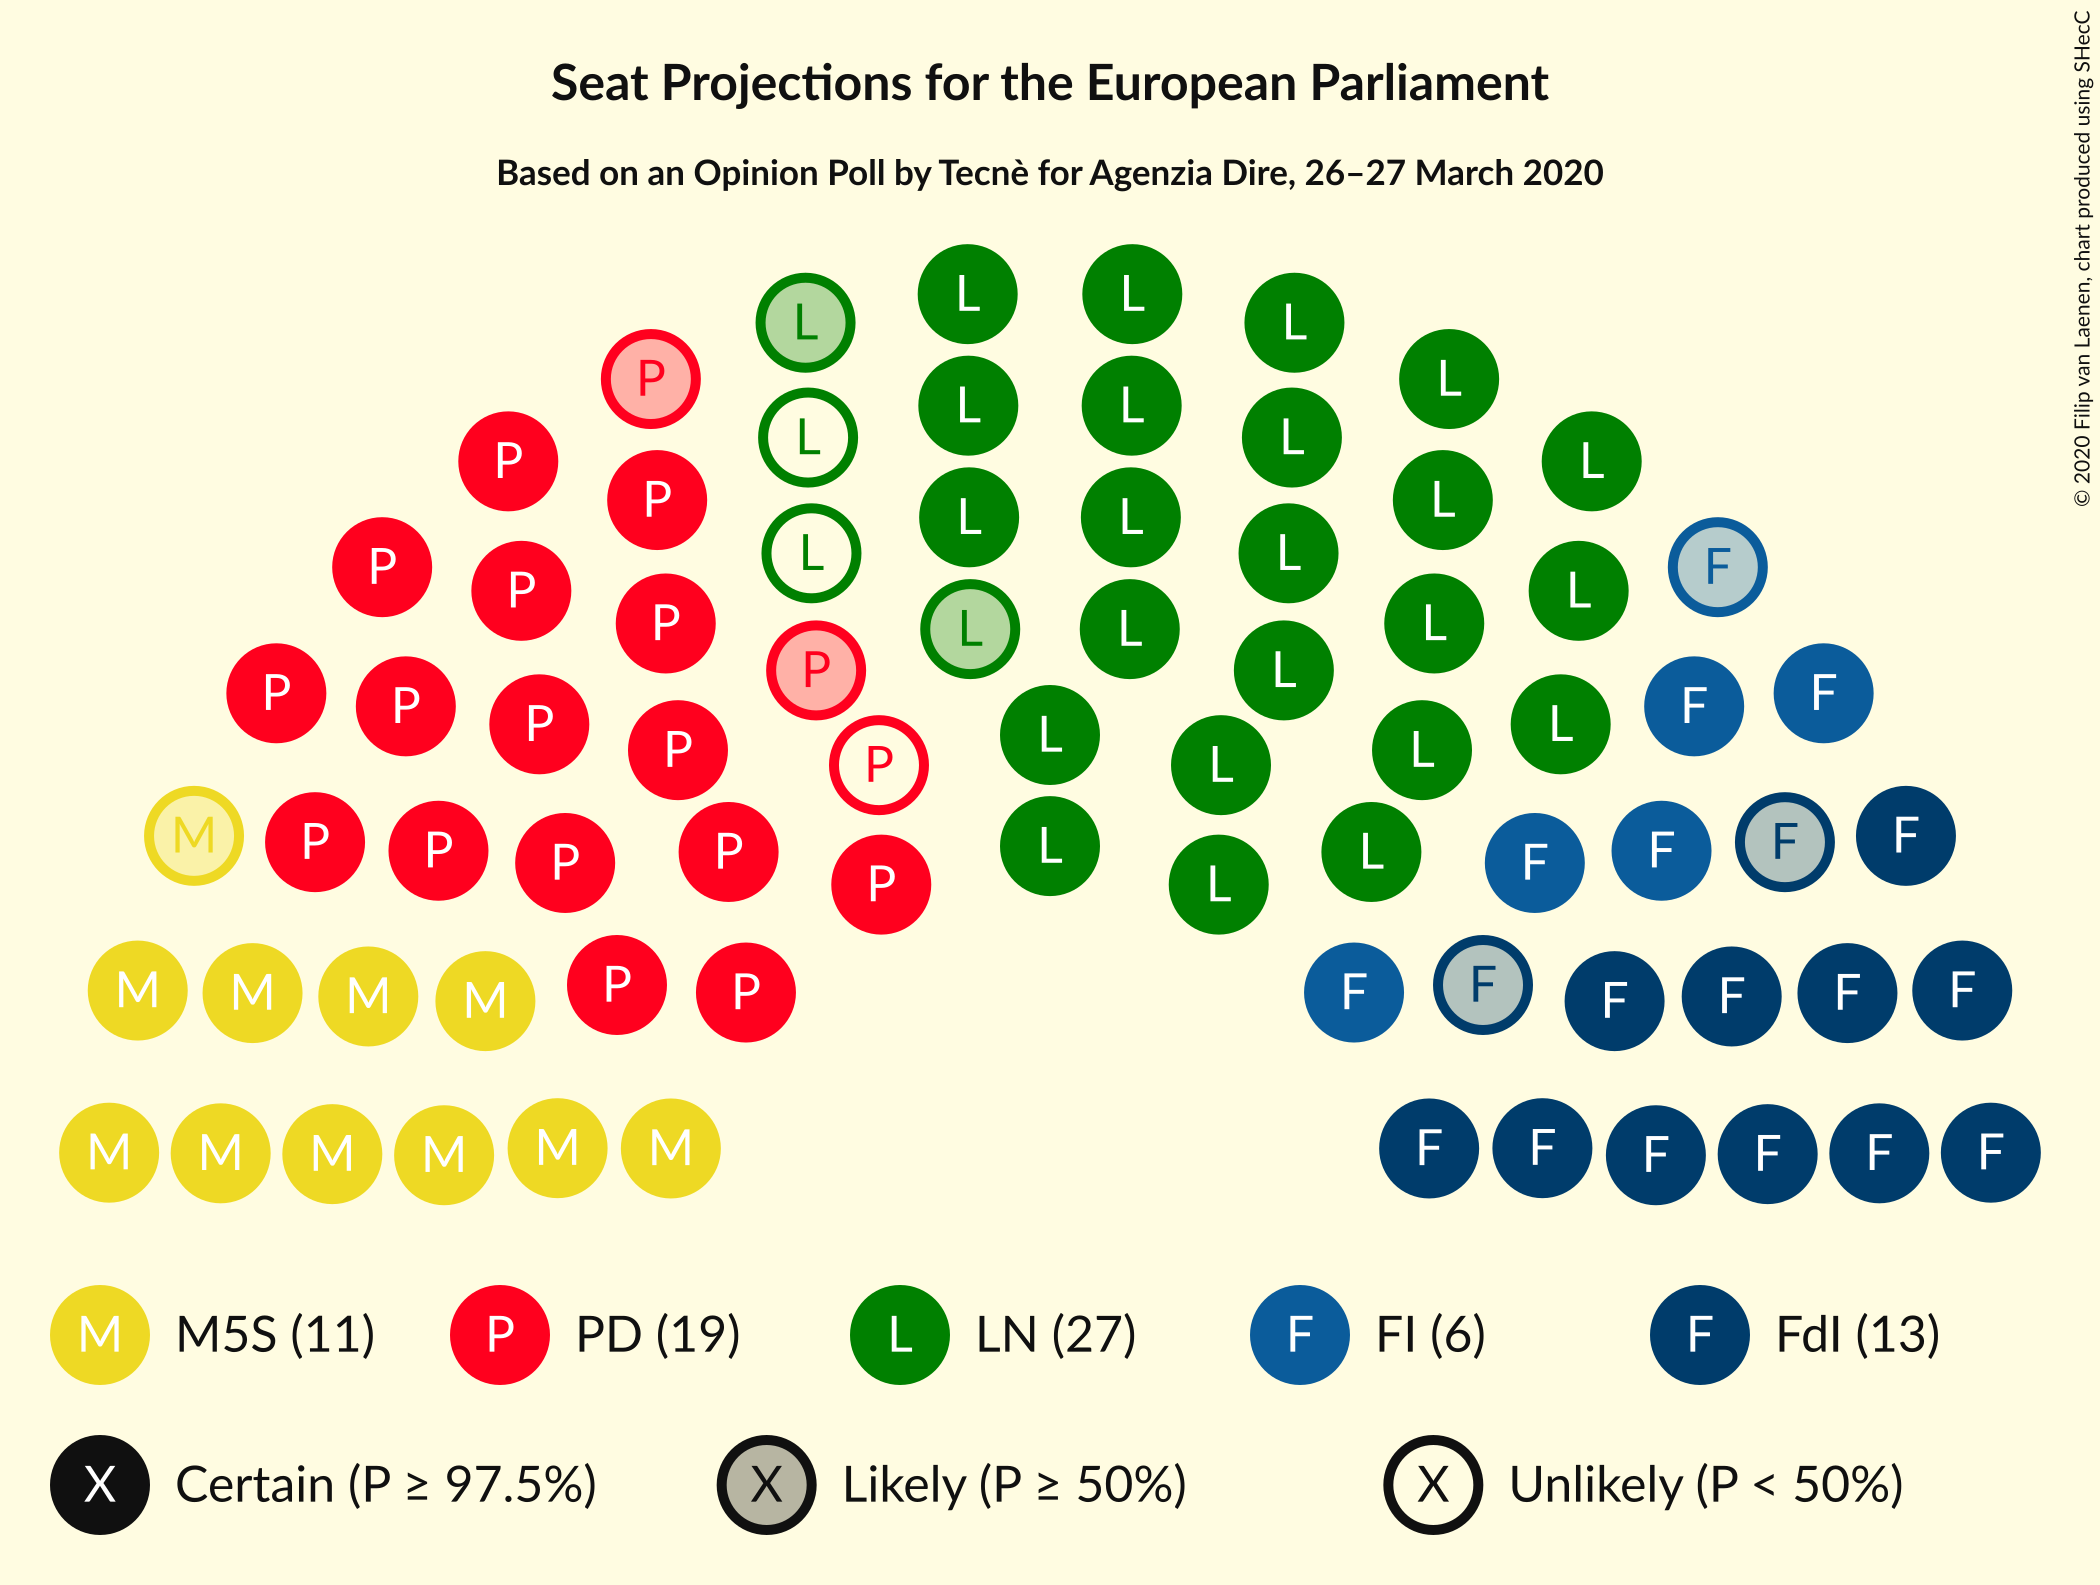 Seat Projections for the European Parliament
Based on an Opinion Poll by Tecnè for Agenzia Dire, 26–27 March 2020
© 2020 Filip van Laenen, chart produced using SHecC
L L
L L
P L
L L
L L
P P
L L
P L
L L
L L
P P F
P L
P L
L L
P P
L L
P F F
P L
P L
L
P L
P L
M F
P F
P P F F
P F
P L
P L
L
M M M M P P F F F F F F
M M M M M M F F F F F F
M M5S (11) P PD (19) L LN (27) F FI (6) F FdI (13)
X Certain (P ≥ 97.5%) X Likely (P ≥ 50%) X Unlikely (P < 50%)